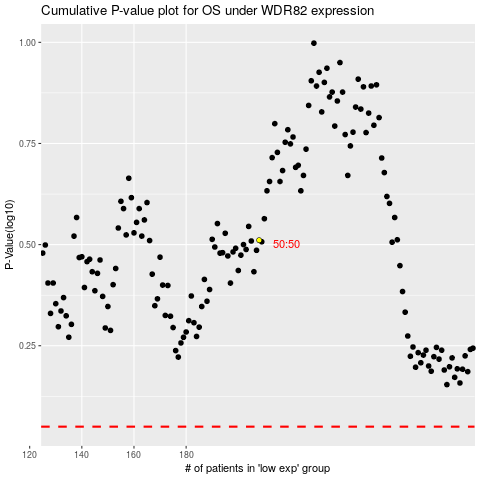 Cumulative P-value plot for OS under WDR82 expression
P-Value(log10)
1.00
0.75
0.50
0.25
50:50
120 140 160 180
# of patients in 'low exp' group